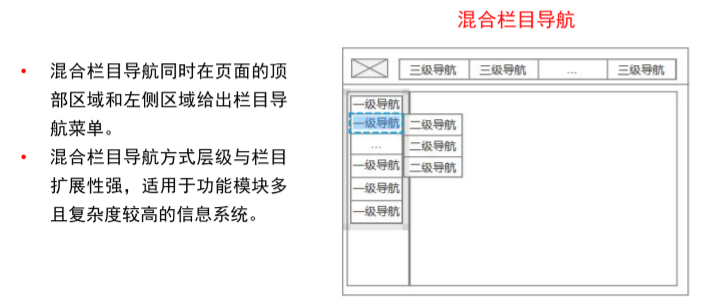 混合栏目导航
• 混合栏目导航同时在页面的顶
部区域和左侧区域给出栏目导
航菜单。
• 混合栏目导航方式层级与栏目
扩展性强，适用于功能模块多
且复杂度较高的信息系统。
三级导航 三级导航 ... 三级导航
一级导航
一级导航 二级导航
... 二级导航
一级导航 二级导航
一级导航
一级导航